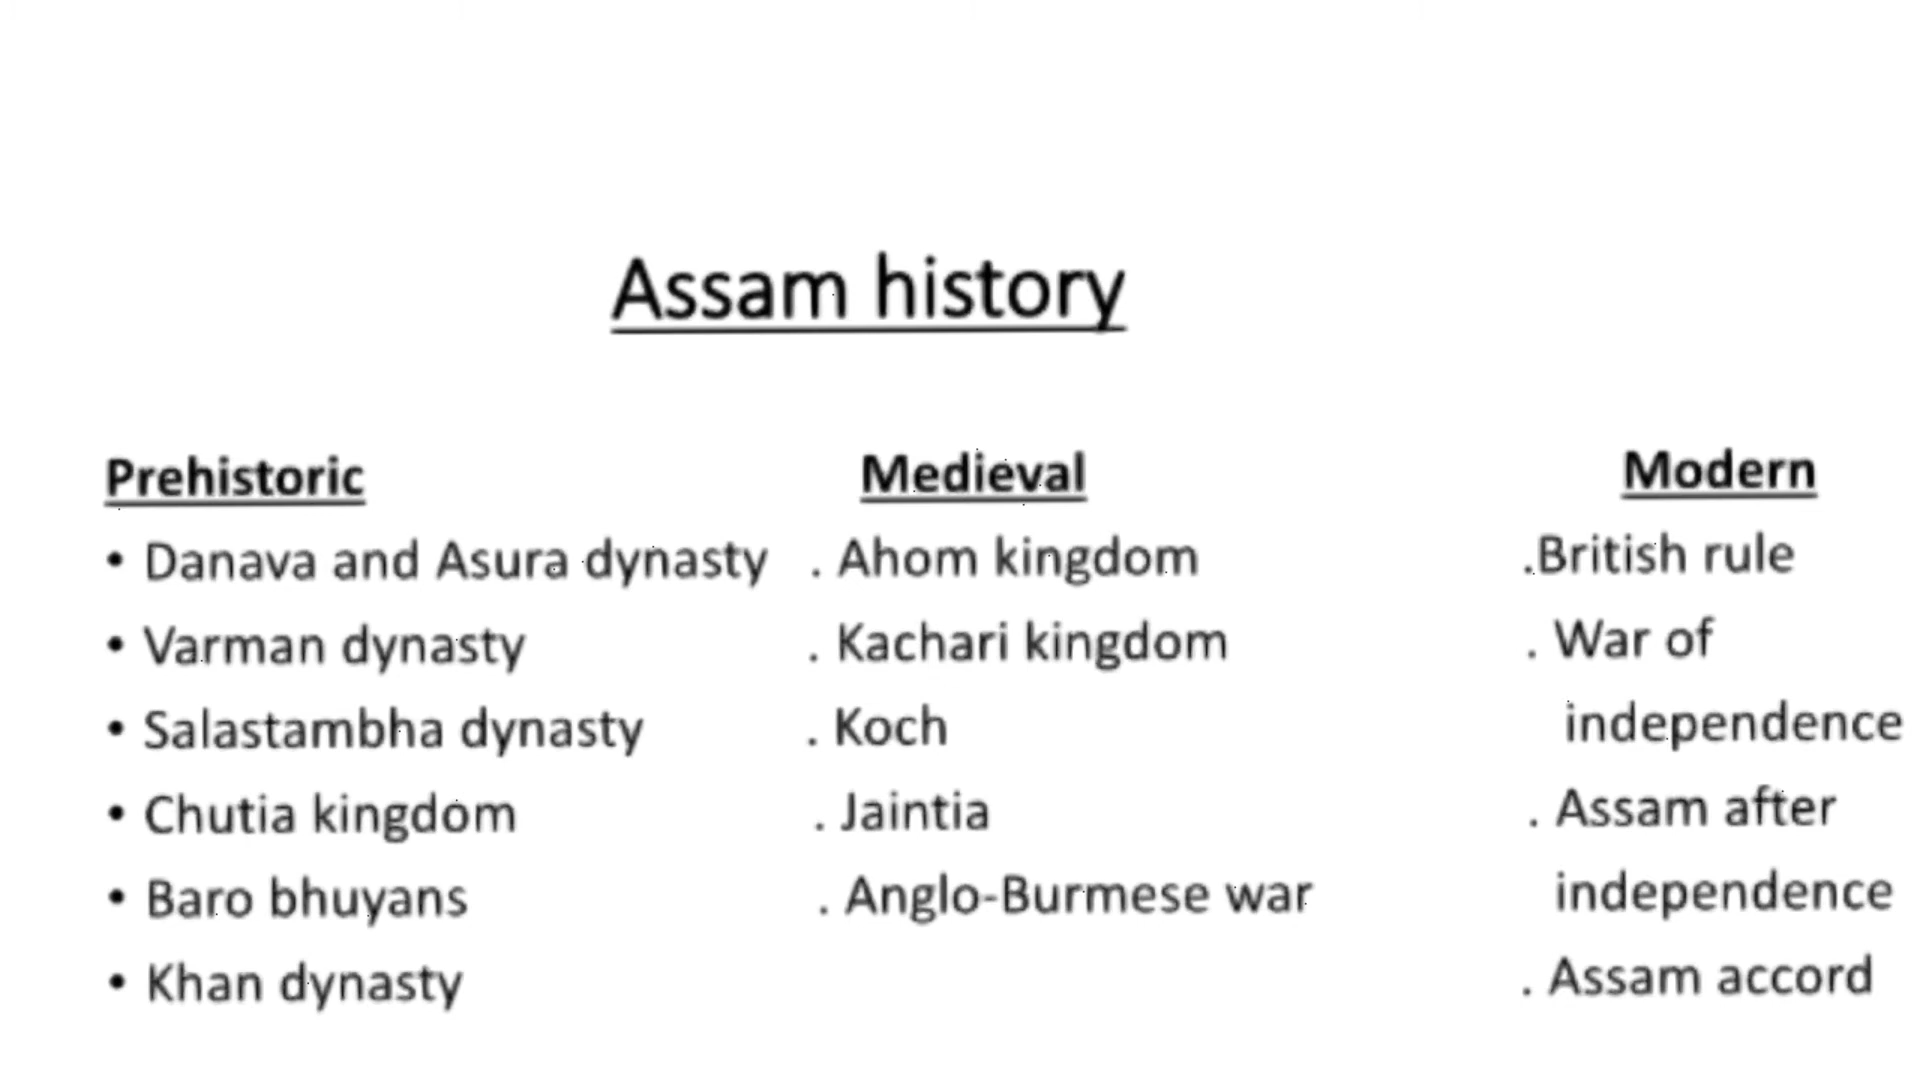 Assam history
Prehistoric
• Danava and Asura dynasty
• Varman dynasty
• Salastambha dynasty
• Chutia kingdom
• Baro bhuyans
• Khan dynasty
Medieval
. Ahom kingdom
. Kachari kingdom
. Koch
. Jaintia
. Anglo-Burmese war
Modern
.British rule
. War of
independence
. Assam after
independence
. Assam accord